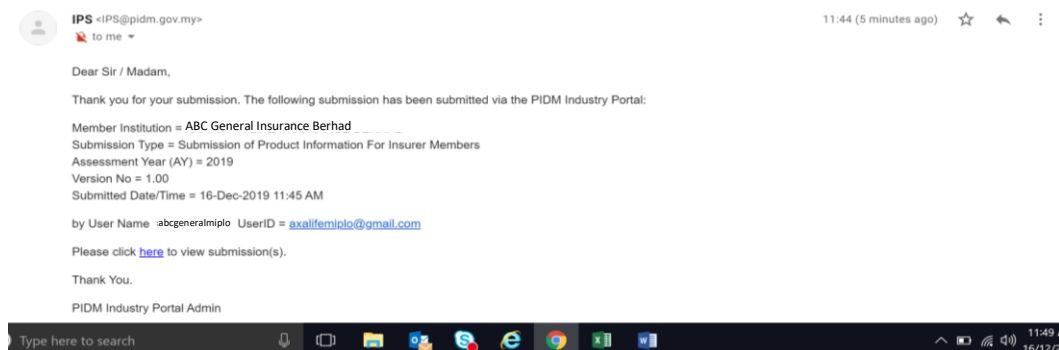 IPS <IPS@pidm.gov.my>
11:44 (5 minutes ago)
to me
Dear Sir / Madam,
Thank you for your submission. The following submission has been submitted via the PIDM Industry Portal:
Member Institution = ABC General Insurance Berhad
Submission Type = Submission of Product Information For Insurer Members
Assessment Year (AY) = 2019
Version No = 1.00
Submitted Date/Time = 16-Dec-2019 11:45 AM
by User Name abcgeneralmiplo UserID = axalifemiplo@gmail.com
Please click here to view submission(s).
Thank You.
PIDM Industry Portal Admin
Type here to search
11:49
16/12/